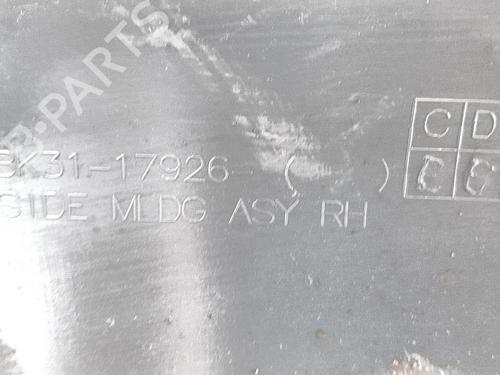 B-PARTS
C D
BK31-17926- ( )
C C
SIDE MLDG ASY RH